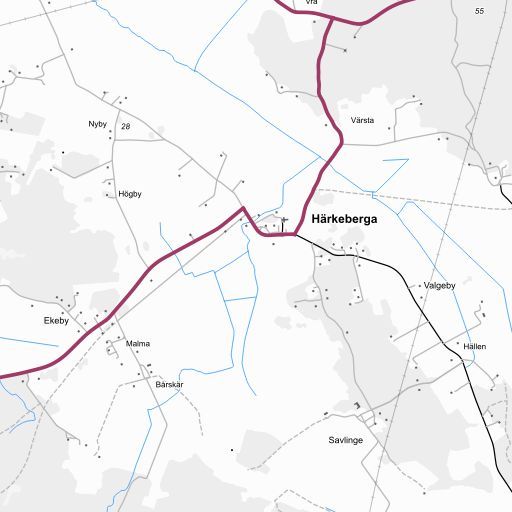 Vra
55
Nyby
28
Värsta
Högby
Härkeberga
Valgeby
Ekeby
Malma
Hällen
Bärskär
Savlinge